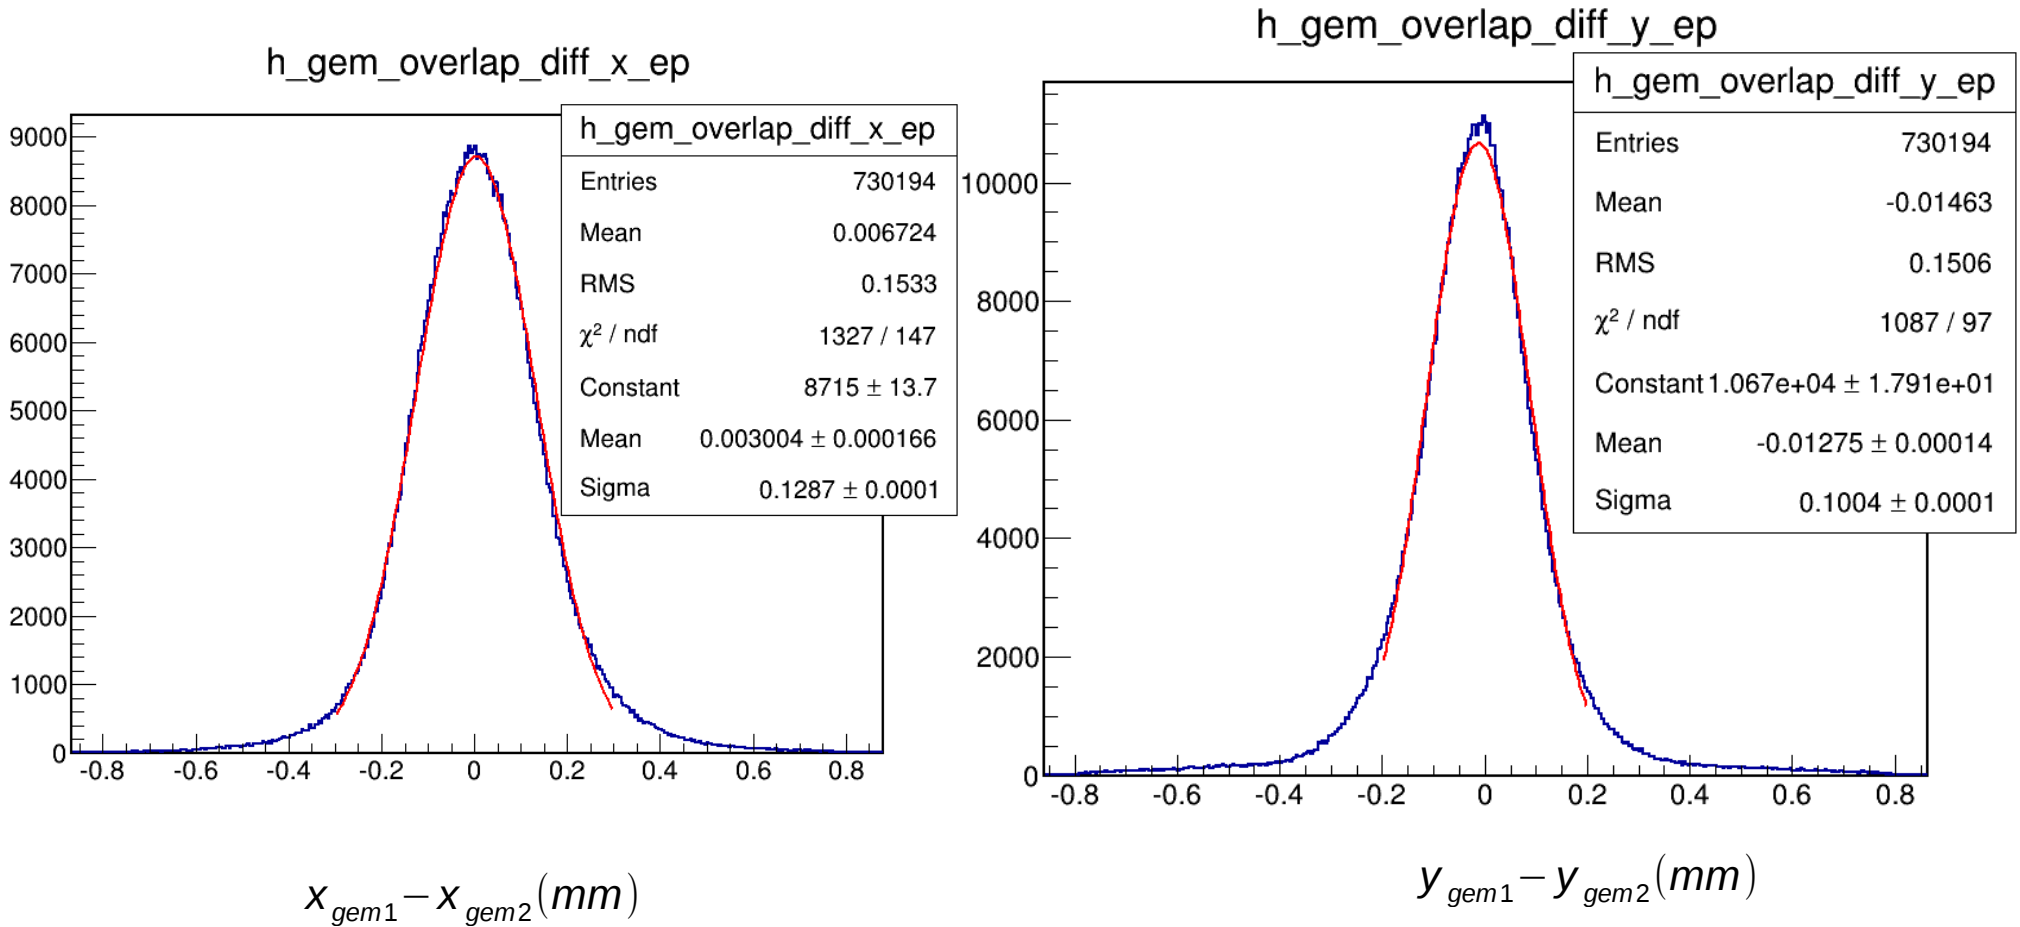 h_gem_overlap_diff_x_ep
h_gem_overlap_diff_x_ep
Entries 730194
Mean 0.006724
RMS 0.1533
χ² / ndf 1327 / 147
Constant 8715 ± 13.7
Mean 0.003004 ± 0.000166
Sigma 0.1287 ± 0.0001
9000
8000
7000
6000
5000
4000
3000
2000
1000
0
-0.8 -0.6 -0.4 -0.2 0 0.2 0.4 0.6 0.8
x gem1 − x gem2 (mm)
h_gem_overlap_diff_y_ep
h_gem_overlap_diff_y_ep
Entries 730194
Mean -0.01463
RMS 0.1506
χ² / ndf 1087 / 97
Constant 1.067e+04 ± 1.791e+01
Mean -0.01275 ± 0.00014
Sigma 0.1004 ± 0.0001
10000
8000
6000
4000
2000
0
-0.8 -0.6 -0.4 -0.2 0 0.2 0.4 0.6 0.8
y gem1 − y gem2 (mm)